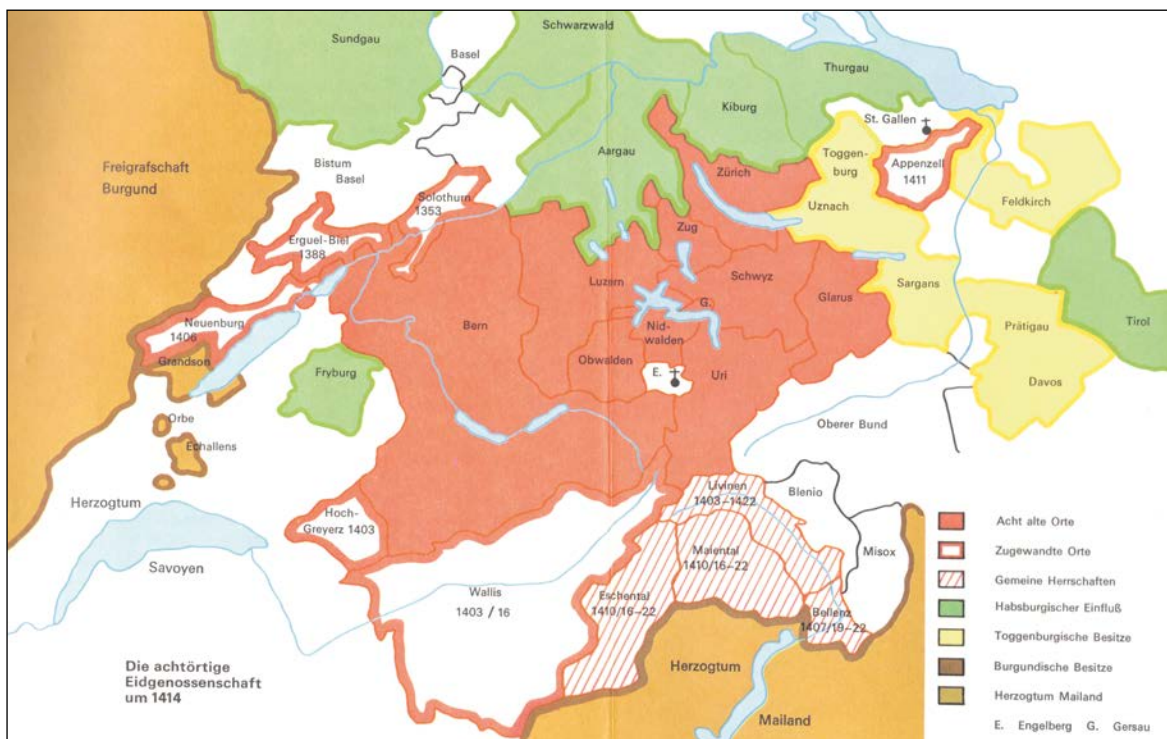 Sundgau
Schwarzwald
Basel
Thurgau
Kiburg
St. Gallen
Aargau
Freigrafschaft
Burgund
Bistum
Basel
Toggen-
burg
Appenzell
1411
Zürich
Solothurn
1353
Uznach
Feldkirch
Erguel-Biel
1388
Zug
Luzern
Schwyz
Glarus
Sargans
Neuenburg
1406
Bern
G.
Nid-
walden
Prätigau
Tirol
Grandson
Obwalden
Fryburg
E.
Uri
Davos
Orbe
Echallens
Oberer Bund
Herzogtum
Livinen
1403-1422
Blenio
Hoch-
Greyerz 1403
Misox
Maiental
1410/16-22
Savoyen
Wallis
1403 / 16
Eschental
1410/16-22
Bellenz
1407/19-22
Die achtörtige
Eidgenossenschaft
um 1414
Herzogtum
Mailand
Acht alte Orte
Zugewandte Orte
Gemeine Herrschaften
Habsburgischer Einfluß
Toggenburgische Besitze
Burgundische Besitze
Herzogtum Mailand
E. Engelberg G. Gersau